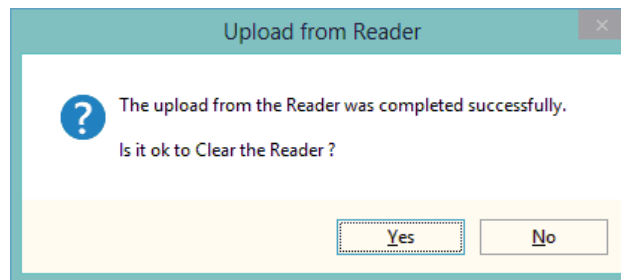 Upload from Reader
The upload from the Reader was completed successfully.
Is it ok to Clear the Reader ?
Yes
No